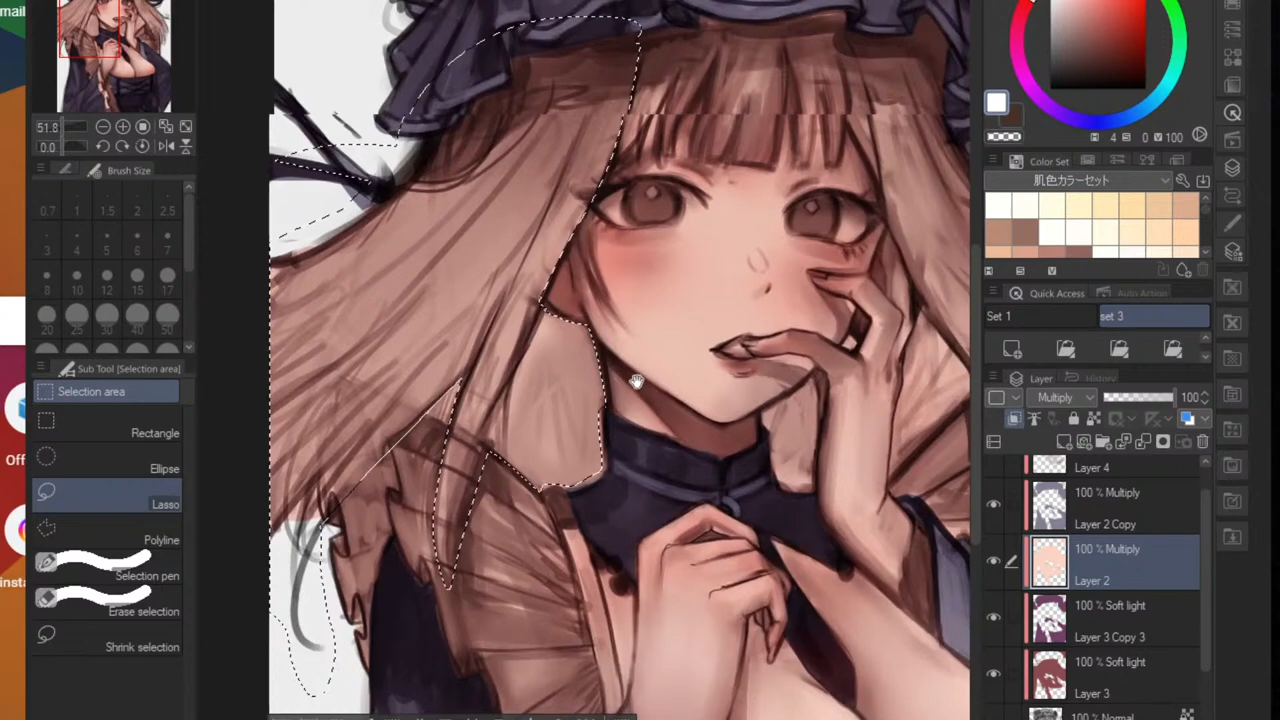 mail
51.8
0.0
Brush Size
0.7 1 1.5 2 2.5
3 4 5 6 7
8 10 12 15 17
20 25 30 40 50
Sub Tool [Selection area]
Selection area
Rectangle
Ellipse
Lasso
Polyline
Selection pen
Erase selection
Shrink selection
Off
insta
H 4 S 0 V 100
Color Set
肌色カラーセット
H S V
Quick Access Auto Action
Set 1 set 3
Layer History
Multiply 100
Layer 4
100 % Multiply
Layer 2 Copy
100 % Multiply
Layer 2
100 % Soft light
Layer 3 Copy 3
100 % Soft light
Layer 3
100 % Normal